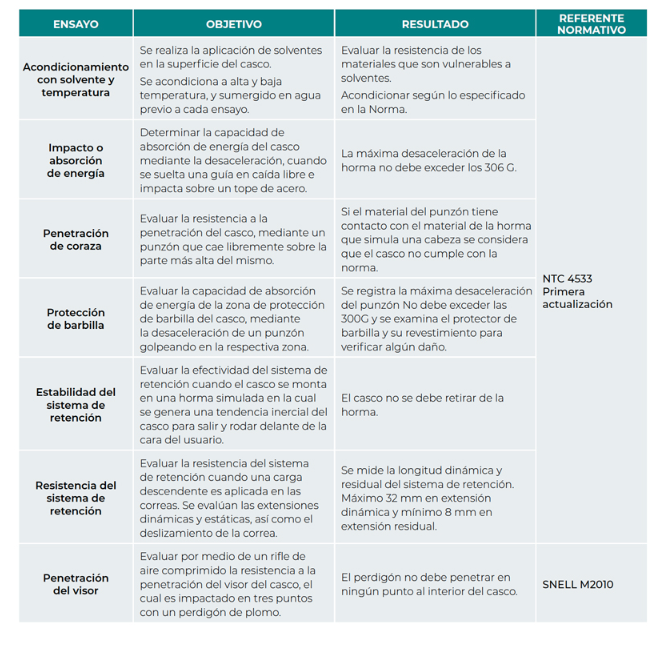 ENSAYO
OBJETIVO
RESULTADO
REFERENTE
NORMATIVO
Acondicionamiento
con solvente y
temperatura
Se realiza la aplicación de solventes
en la superficie del casco.
Se acondiciona a alta y baja
temperatura, y sumergido en agua
previo a cada ensayo.
Evaluar la resistencia de los
materiales que son vulnerables a
solventes.
Acondicionar según lo especificado
en la Norma.
Impacto o
absorción
de energía
Determinar la capacidad de
absorción de energía del casco
mediante la desaceleración, cuando
se suelta una guía en caída libre e
impacta sobre un tope de acero.
La máxima desaceleración de la
horma no debe exceder los 306 G.
Penetración
de coraza
Evaluar la resistencia a la
penetración del casco, mediante un
punzón que cae libremente sobre la
parte más alta del mismo.
Si el material del punzón tiene
contacto con el material de la horma
que simula una cabeza se considera
que el casco no cumple con la
norma.
Protección
de barbilla
Evaluar la capacidad de absorción
de energía de la zona de protección
de barbilla del casco, mediante
la desaceleración de un punzón
golpeando en la respectiva zona.
Se registra la máxima desaceleración
del punzón No debe exceder las
300G y se examina el protector de
barbilla y su revestimiento para
verificar algún daño.
Estabilidad del
sistema de
retención
Evaluar la efectividad del sistema de
retención cuando el casco se monta
en una horma simulada en la cual
se genera una tendencia inercial del
casco para salir y rodar delante de la
cara del usuario.
El casco no se debe retirar de la
horma.
Resistencia del
sistema de
retención
Evaluar la resistencia del sistema
de retención cuando una carga
descendente es aplicada en las
correas. Se evalúan las extensiones
dinámicas y estáticas, así como el
deslizamiento de la correa.
Se mide la longitud dinámica y
residual del sistema de retención.
Máximo 32 mm en extensión
dinámica y mínimo 8 mm en
extensión residual.
NTC 4533
Primera
actualización
Penetración
del visor
Evaluar por medio de un rifle de
aire comprimido la resistencia a la
penetración del visor del casco, el
cual es impactado en tres puntos
con un perdigón de plomo.
El perdigón no debe penetrar en
ningún punto al interior del casco.
SNELL M2010